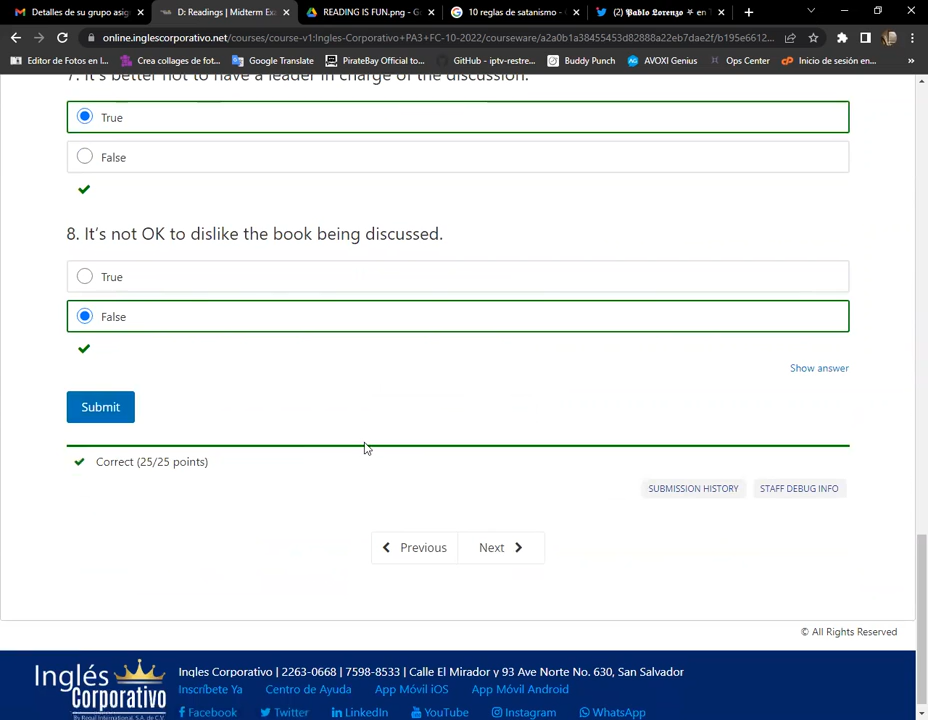 Detalles de su grupo asig
D: Readings | Midterm Ex
READING IS FUN.png - G
10 reglas de satanismo - G
(2) 𝕻𝖆𝖇𝖑𝖔 𝕷𝖔𝖗𝖊𝖓𝖟𝖔 ⛧ en T
online.inglescorporativo.net/courses/course-v1:Ingles-Corporativo+PA3+FC-10-2022/courseware/a2a0b1a38455453d82888a22eb7dae2f/b195e6612...
Editor de Fotos en l...
Crea collages de fot...
Google Translate
PirateBay Official to...
GitHub - iptv-restre...
Buddy Punch
AVOXI Genius
Ops Center
Inicio de sesión en...
»
7. It's better not to have a leader in charge of the discussion.
True
False
8. It's not OK to dislike the book being discussed.
True
False
Show answer
Submit
Correct (25/25 points)
SUBMISSION HISTORY STAFF DEBUG INFO
Previous Next
© All Rights Reserved
Inglés Corporativo
Ingles Corporativo | 2263-0668 | 7598-8533 | Calle El Mirador y 93 Ave Norte No. 630, San Salvador
Inscríbete Ya Centro de Ayuda App Móvil iOS App Móvil Android
Facebook Twitter LinkedIn YouTube Instagram WhatsApp